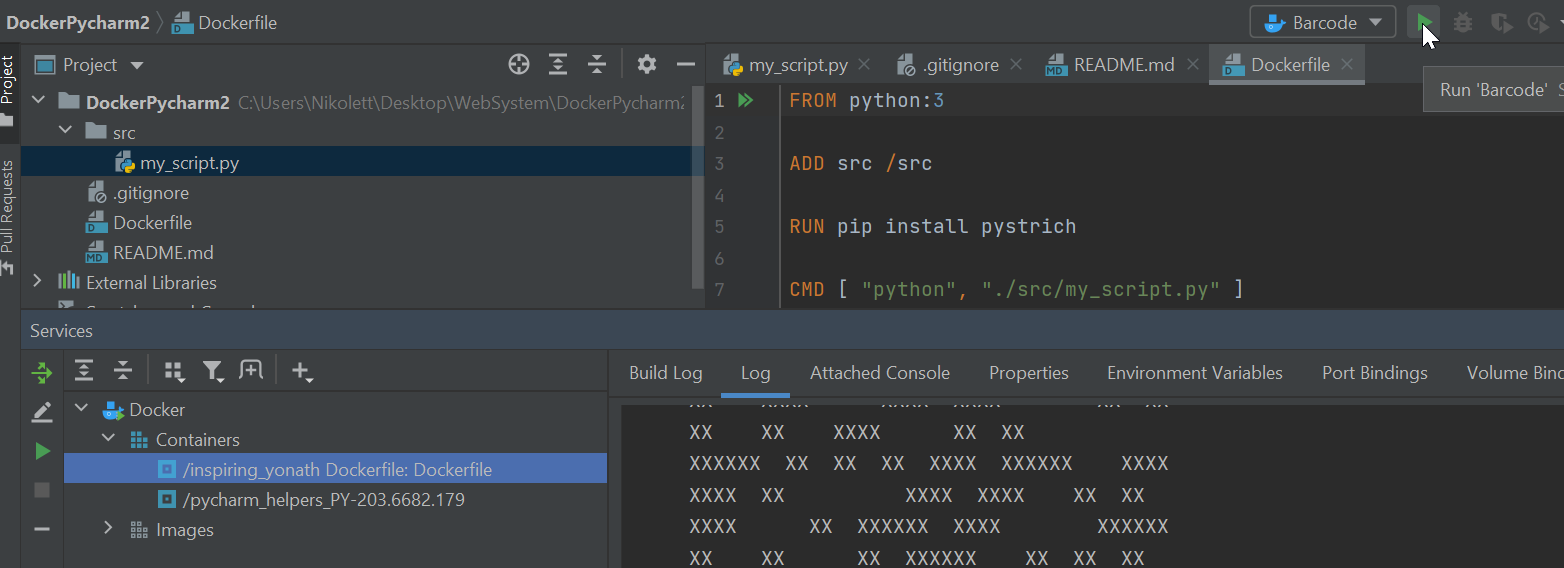 DockerPycharm2 Dockerfile
Barcode
Project
Pull Requests
Project
DockerPycharm2 C:\Users\Nikolett\Desktop\WebSystem\DockerPycharm2
src
my_script.py
.gitignore
Dockerfile
README.md
External Libraries
my_script.py .gitignore README.md Dockerfile
Run 'Barcode'
1 FROM python:3
2
3 ADD src /src
4
5 RUN pip install pystrich
6
7 CMD [ "python", "./src/my_script.py" ]
Services
Docker
Containers
/inspiring_yonath Dockerfile: Dockerfile
/pycharm_helpers_PY-203.6682.179
Images
Build Log Log Attached Console Properties Environment Variables Port Bindings Volume
XX    XX    XXXX      XX  XX
XXXXXX  XX  XX  XX  XXXX  XXXXXX    XXXX
XXXX  XX          XXXX  XXXX    XX  XX
XXXX      XX  XXXXXX  XXXX        XXXXXX
XX    XX      XX  XXXXXX    XX  XX  XX